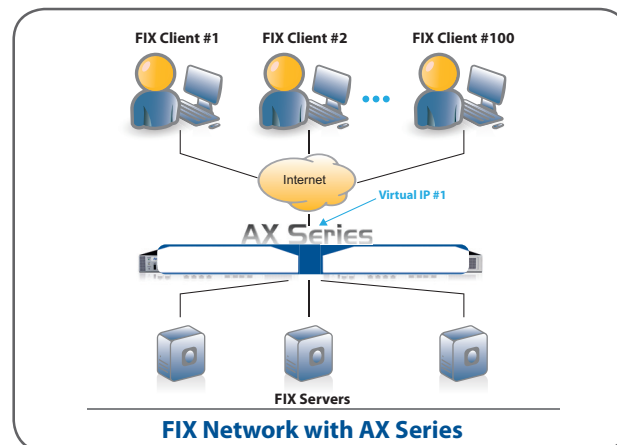 FIX Client #1
FIX Client #2
FIX Client #100
Internet
Virtual IP #1
AX Series
FIX Servers
FIX Network with AX Series